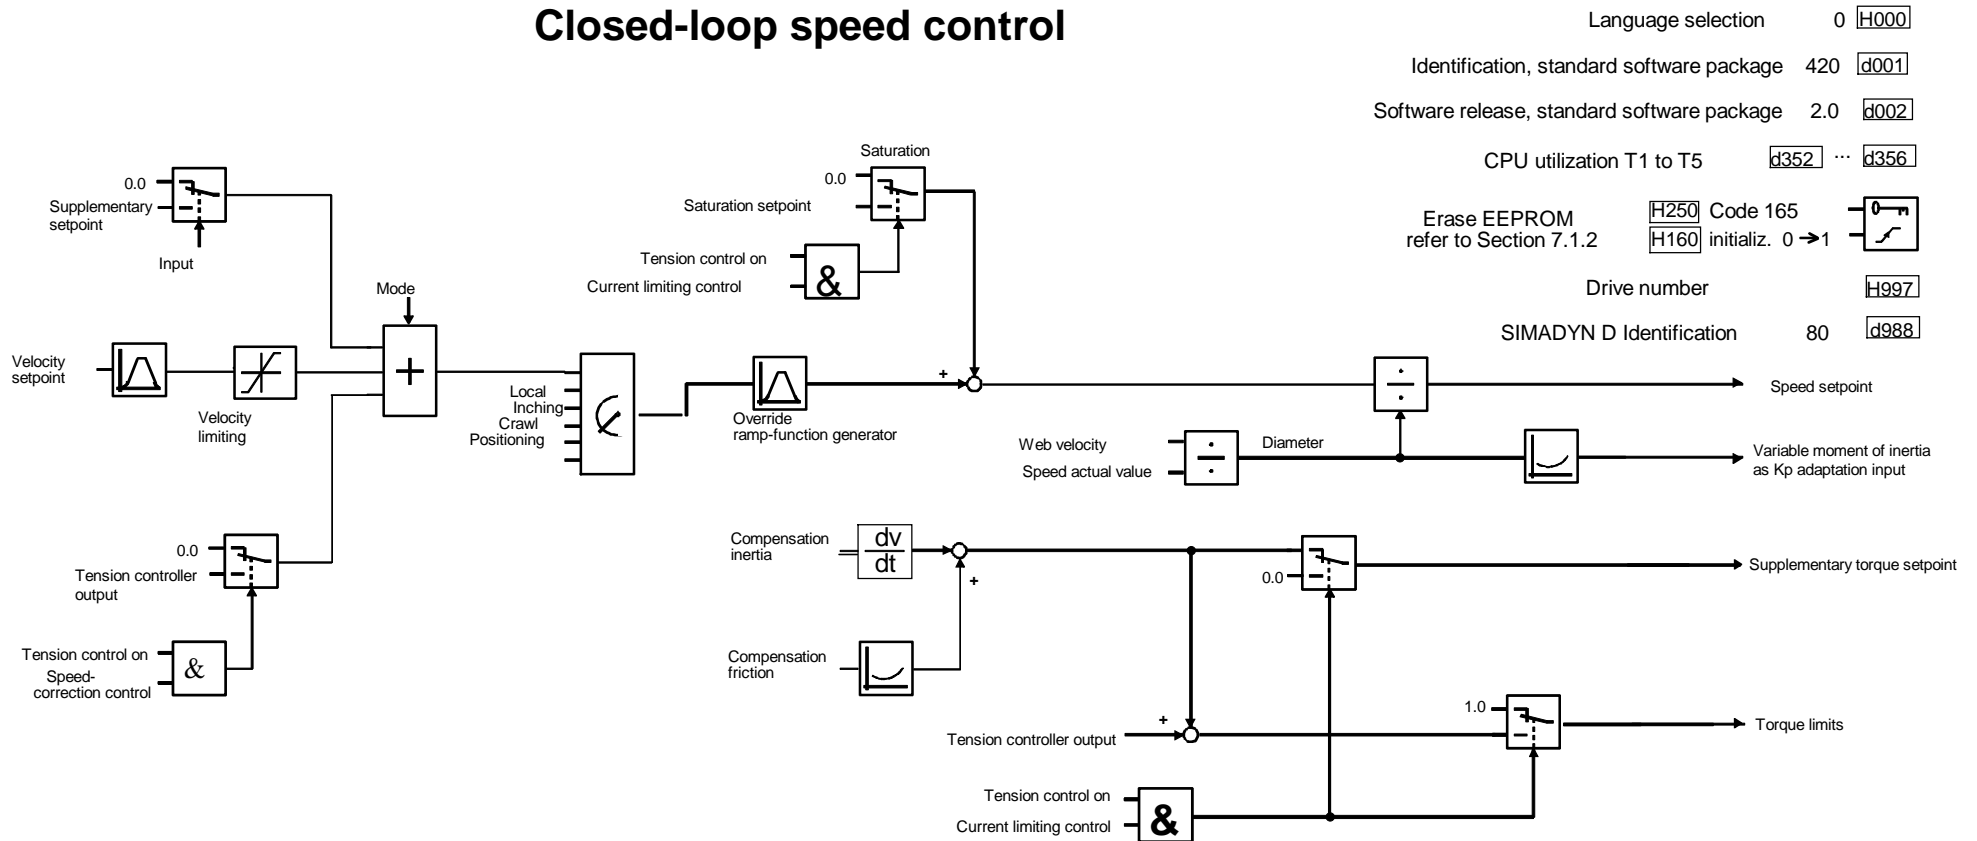 Closed-loop speed control
Language selection 0 H000
Identification, standard software package 420 d001
Software release, standard software package 2.0 d002
CPU utilization T1 to T5 d352 ... d356
Erase EEPROM H250 Code 165
refer to Section 7.1.2 H160 initializ. 0 → 1
Drive number H997
SIMADYN D Identification 80 d988
Saturation
0.0
Saturation setpoint
Tension control on
Current limiting control
&
0.0
Supplementary
setpoint
Input
Mode
Velocity
setpoint
Velocity
limiting
+
Local
Inching
Crawl
Positioning
Override
ramp-function generator
+
Speed setpoint
Web velocity
Speed actual value
Diameter
Variable moment of inertia
as Kp adaptation input
0.0
Tension controller
output
Tension control on
Speed-
correction control
&
Compensation
inertia
dv
dt
+
0.0
Supplementary torque setpoint
Compensation
friction
Tension controller output
+
1.0
Torque limits
Tension control on
Current limiting control
&